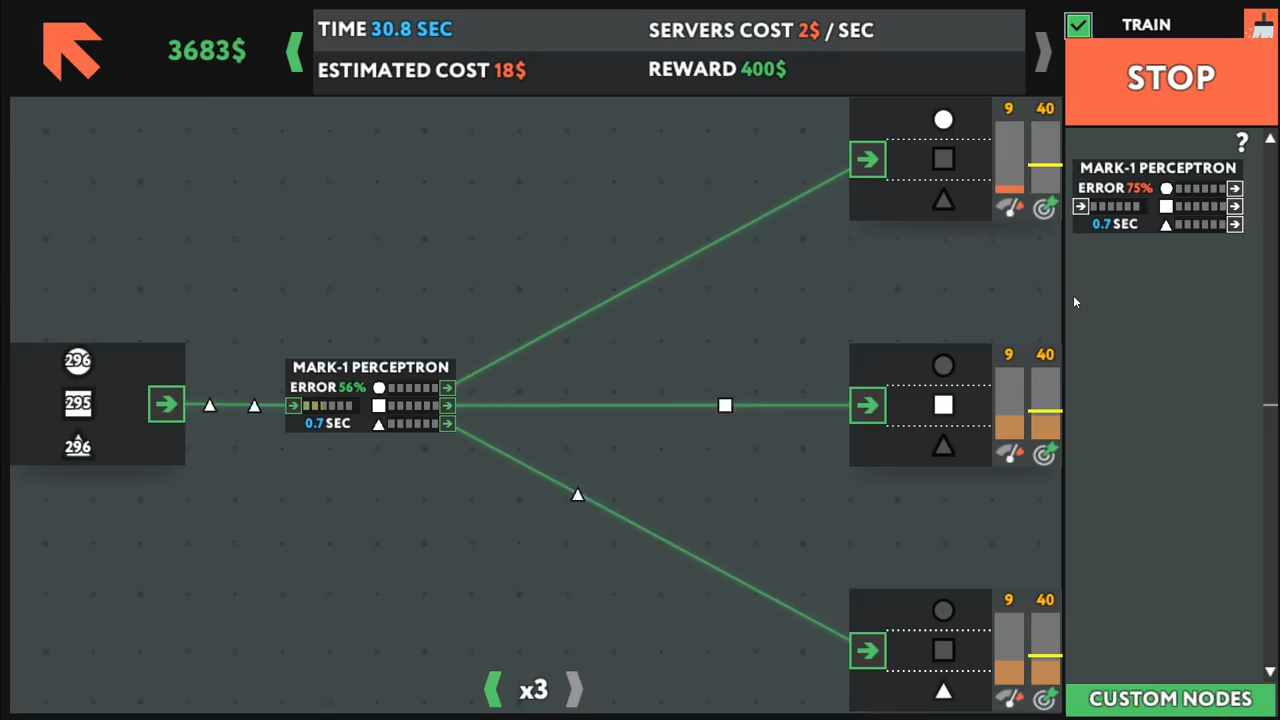 3683$
TIME 30.8 SEC
SERVERS COST 2$ / SEC
ESTIMATED COST 18$
REWARD 400$
TRAIN
STOP
?
MARK-1 PERCEPTRON
ERROR 75%
0.7 SEC
9 40
296
295
296
MARK-1 PERCEPTRON
ERROR 56%
0.7 SEC
9 40
9 40
x3
CUSTOM NODES